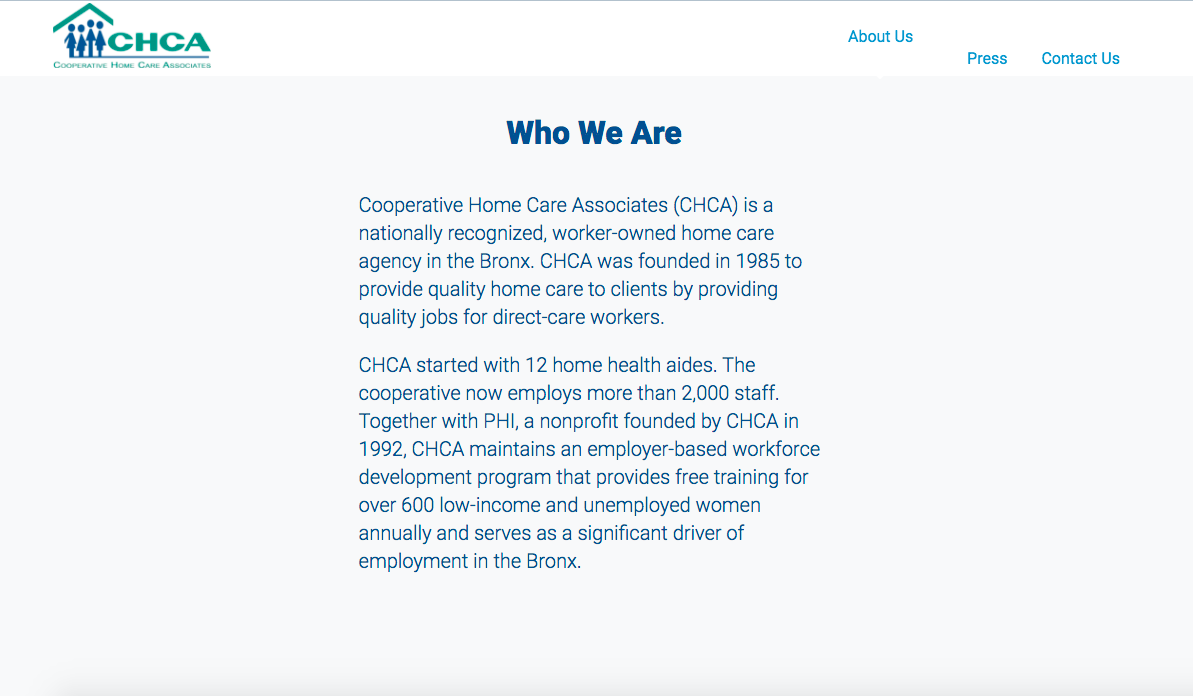 CHCA
COOPERATIVE HOME CARE ASSOCIATES
About Us
Press
Contact Us
Who We Are
Cooperative Home Care Associates (CHCA) is a
nationally recognized, worker-owned home care
agency in the Bronx. CHCA was founded in 1985 to
provide quality home care to clients by providing
quality jobs for direct-care workers.
CHCA started with 12 home health aides. The
cooperative now employs more than 2,000 staff.
Together with PHI, a nonprofit founded by CHCA in
1992, CHCA maintains an employer-based workforce
development program that provides free training for
over 600 low-income and unemployed women
annually and serves as a significant driver of
employment in the Bronx.